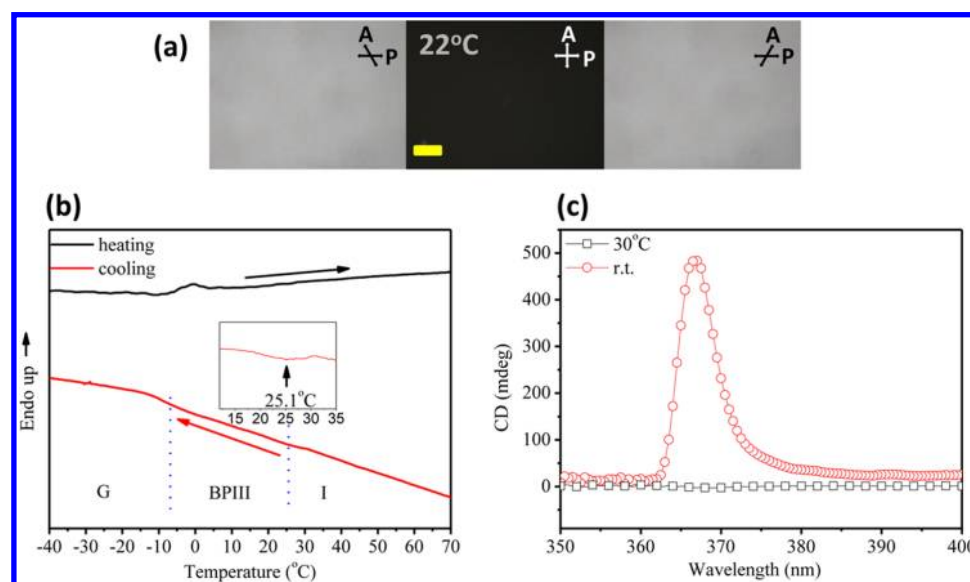 (a)
A
P
22°C
A
P
A
P
(b)
heating
cooling
Endo up
25.1°C
15 20 25 30 35
G
BPIII
I
-40 -30 -20 -10 0 10 20 30 40 50 60 70
Temperature (°C)
(c)
30°C
r.t.
CD (mdeg)
500
400
300
200
100
0
350 360 370 380 390 400
Wavelength (nm)